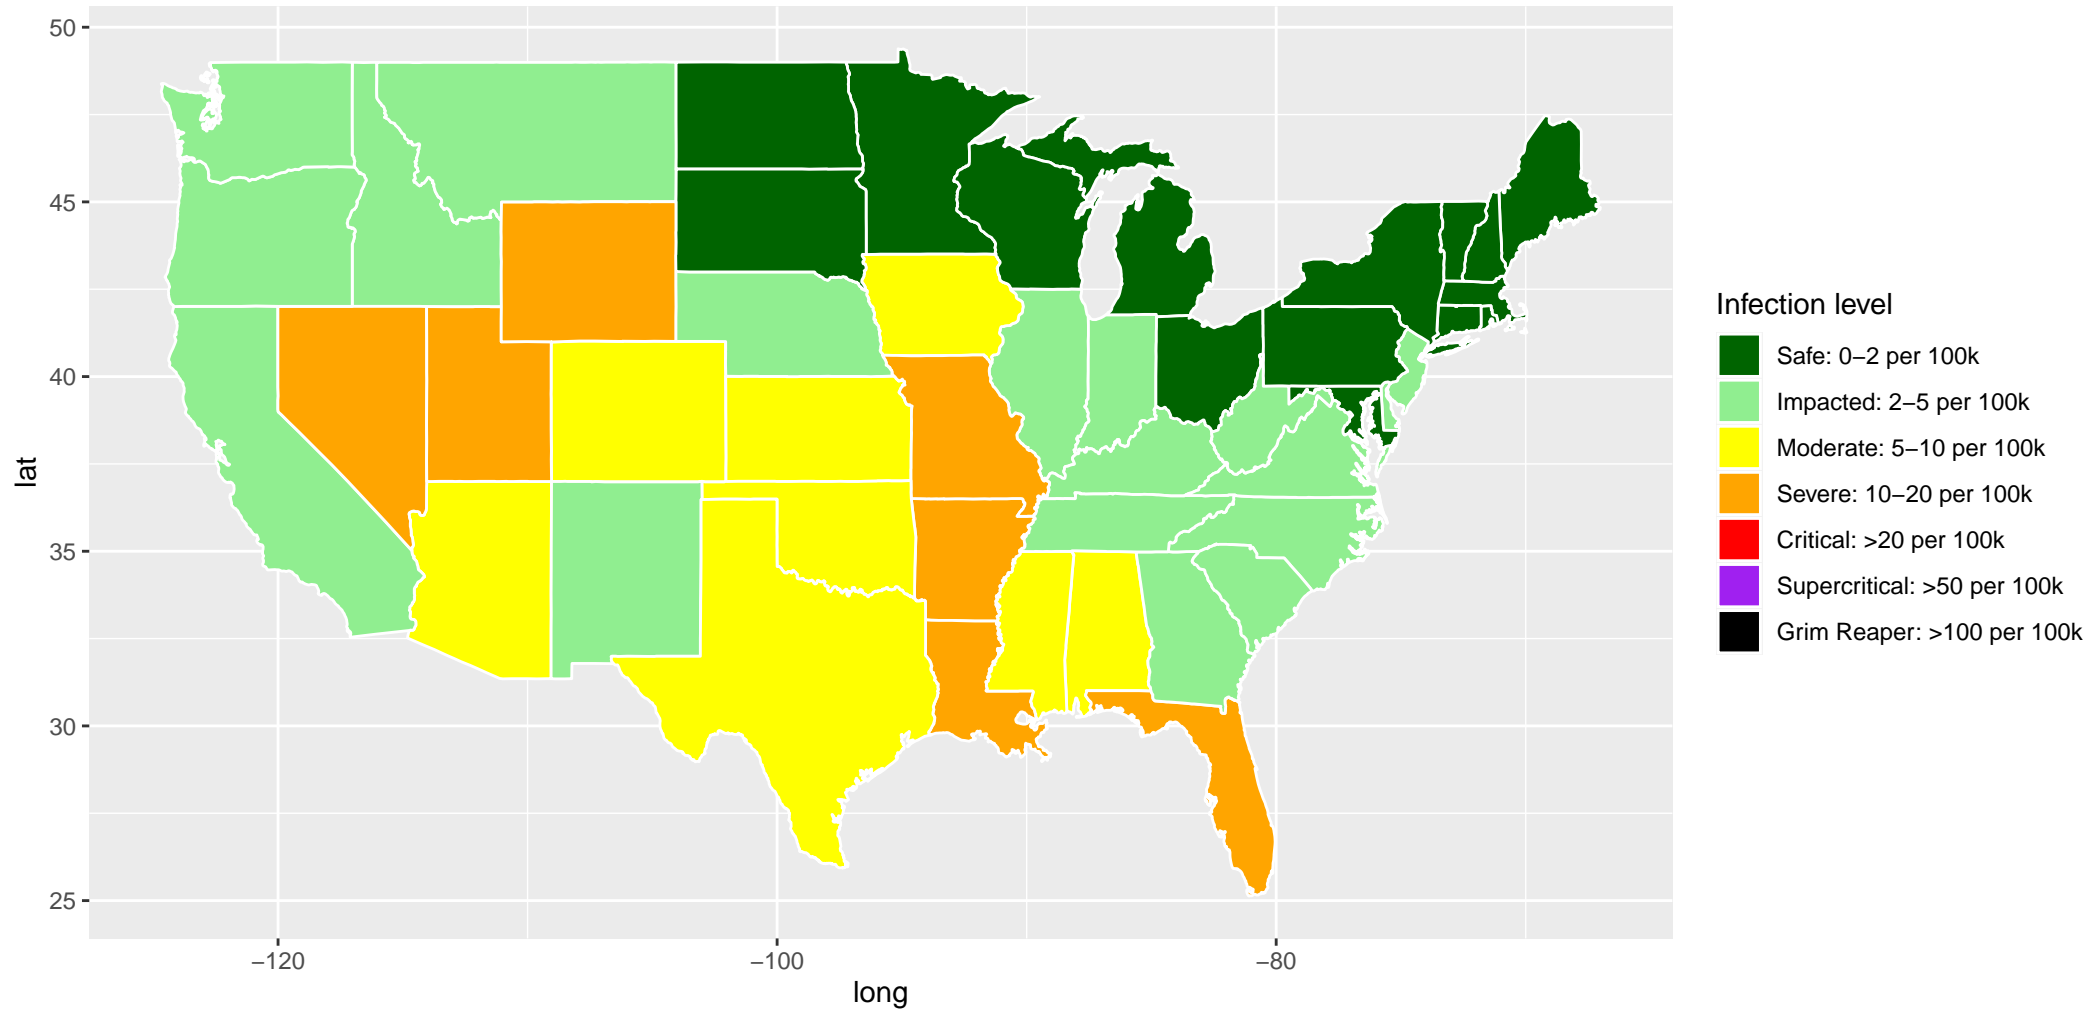 50
45
40
35
30
25
lat
−120
−100
−80
long
Infection level
Safe: 0−2 per 100k
Impacted: 2−5 per 100k
Moderate: 5−10 per 100k
Severe: 10−20 per 100k
Critical: >20 per 100k
Supercritical: >50 per 100k
Grim Reaper: >100 per 100k